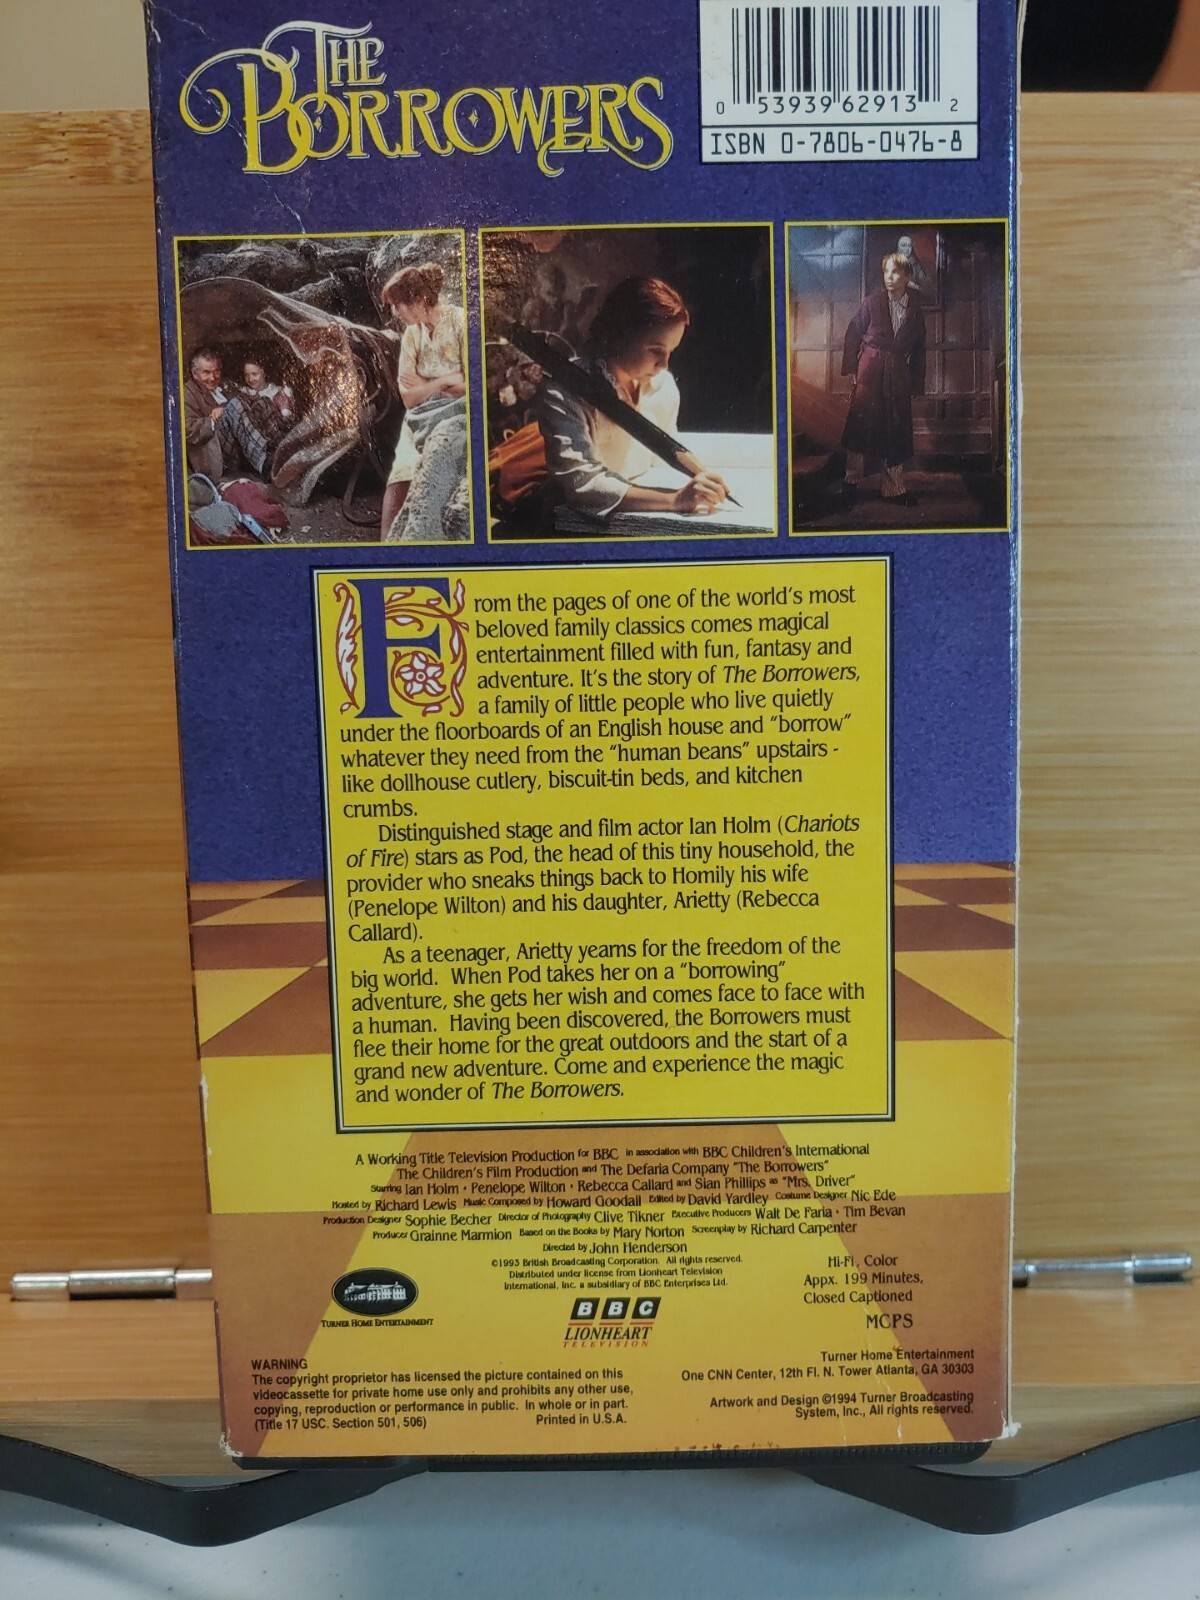 THE
BORROWERS
0 53939 62913 2
ISBN 0-7806-0476-8
From the pages of one of the world's most
beloved family classics comes magical
entertainment filled with fun, fantasy and
adventure. It's the story of The Borrowers,
a family of little people who live quietly
under the floorboards of an English house and "borrow"
whatever they need from the "human beans" upstairs -
like dollhouse cutlery, biscuit-tin beds, and kitchen
crumbs.
Distinguished stage and film actor Ian Holm (Chariots
of Fire) stars as Pod, the head of this tiny household, the
provider who sneaks things back to Homily his wife
(Penelope Wilton) and his daughter, Arietty (Rebecca
Callard).
As a teenager, Arietty yearns for the freedom of the
big world. When Pod takes her on a "borrowing"
adventure, she gets her wish and comes face to face with
a human. Having been discovered, the Borrowers must
flee their home for the great outdoors and the start of a
grand new adventure. Come and experience the magic
and wonder of The Borrowers.
A Working Title Television Production for BBC in association with BBC Children's International
The Children's Film Production and The Defaria Company "The Borrowers"
Starring Ian Holm • Penelope Wilton • Rebecca Callard and Sian Phillips as "Mrs. Driver"
Hosted by Richard Lewis Music Composed by Howard Goodall Edited by David Yardley Costume Designer Nic Ede
Production Designer Sophie Becher Director of Photography Clive Tikner Executive Producers Walt De Faria • Tim Bevan
Producer Grainne Marmion Based on the Books by Mary Norton Screenplay by Richard Carpenter
Directed by John Henderson
©1993 British Broadcasting Corporation. All rights reserved.
Distributed under license from Lionheart Television
International, Inc. a subsidiary of BBC Enterprises Ltd.
Hi-Fi, Color
Appx. 199 Minutes,
Closed Captioned
MCPS
TURNER HOME ENTERTAINMENT
BBC
LIONHEART
TELEVISION
WARNING
The copyright proprietor has licensed the picture contained on this
videocassette for private home use only and prohibits any other use,
copying, reproduction or performance in public. In whole or in part.
(Title 17 USC. Section 501, 506) Printed in U.S.A.
Turner Home Entertainment
One CNN Center, 12th Fl. N. Tower Atlanta, GA 30303
Artwork and Design ©1994 Turner Broadcasting
System, Inc., All rights reserved.